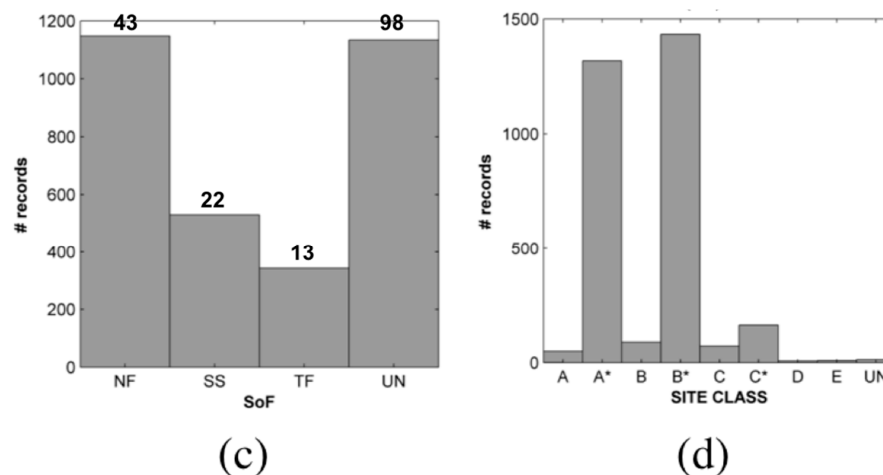 43
98
22
13
1200
1000
800
600
400
200
0
# records
NF SS TF UN
SoF
(c)
1500
1000
500
0
# records
A A* B B* C C* D E UN
SITE CLASS
(d)